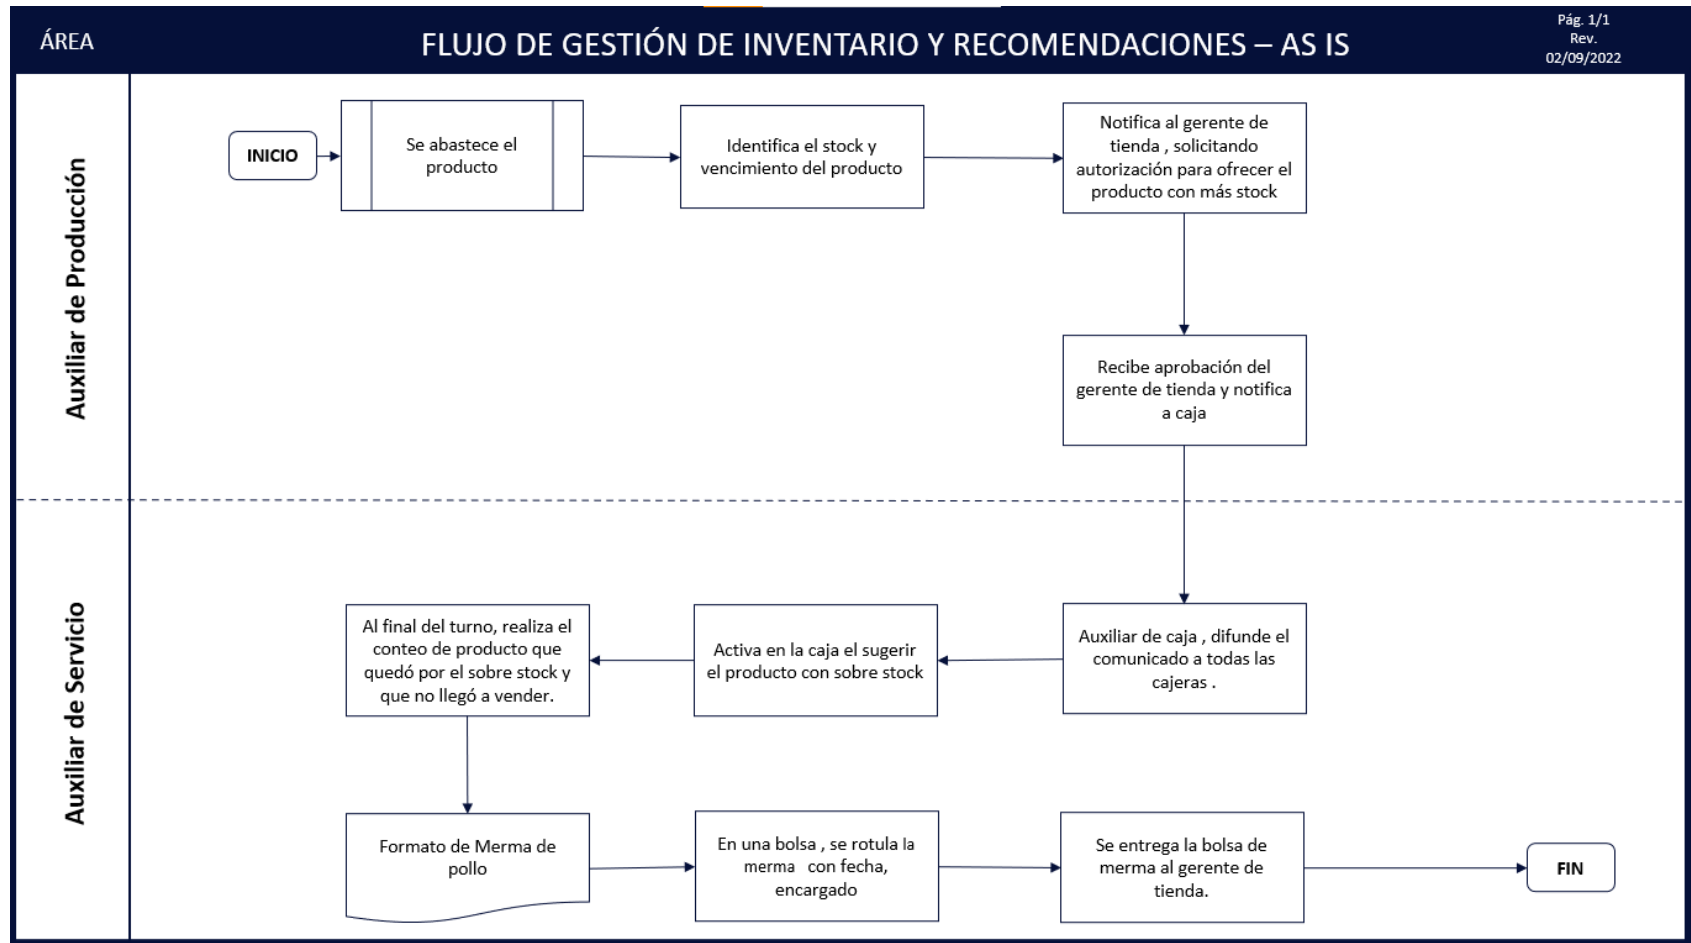 ÁREA
FLUJO DE GESTIÓN DE INVENTARIO Y RECOMENDACIONES – AS IS
Pág. 1/1
Rev.
02/09/2022
Auxiliar de Producción
INICIO
Se abastece el
producto
Identifica el stock y
vencimiento del producto
Notifica al gerente de
tienda , solicitando
autorización para ofrecer el
producto con más stock
Recibe aprobación del
gerente de tienda y notifica
a caja
Auxiliar de Servicio
Auxiliar de caja , difunde el
comunicado a todas las
cajeras .
Activa en la caja el sugerir
el producto con sobre stock
Al final del turno, realiza el
conteo de producto que
quedó por el sobre stock y
que no llegó a vender.
Formato de Merma de
pollo
En una bolsa , se rotula la
merma con fecha,
encargado
Se entrega la bolsa de
merma al gerente de
tienda.
FIN